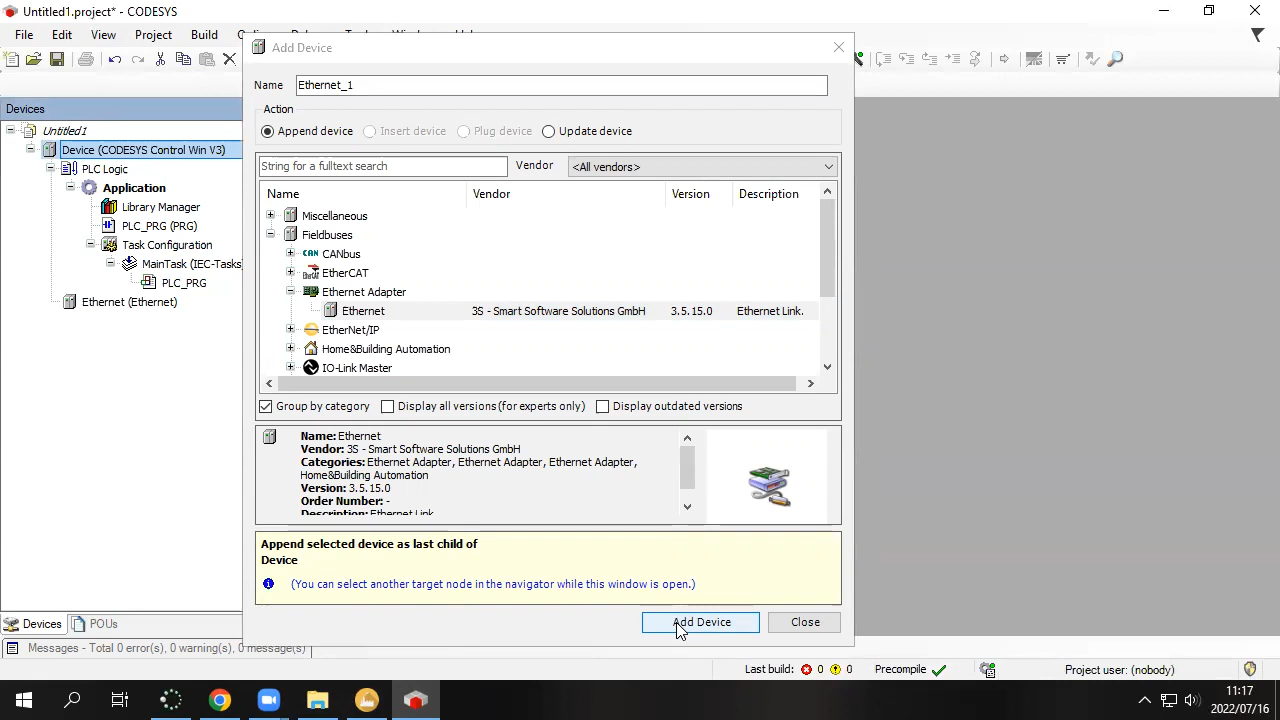 Untitled1.project* - CODESYS
File Edit View Project Build
Add Device
Name Ethernet_1
Action
Append device Insert device Plug device Update device
String for a fulltext search Vendor <All vendors>
Name Vendor Version Description
Miscellaneous
Fieldbuses
CAN CANbus
EtherCAT
Ethernet Adapter
Ethernet 3S - Smart Software Solutions GmbH 3.5.15.0 Ethernet Link.
EtherNet/IP
Home&Building Automation
IO-Link Master
Group by category Display all versions (for experts only) Display outdated versions
Name: Ethernet
Vendor: 3S - Smart Software Solutions GmbH
Categories: Ethernet Adapter, Ethernet Adapter, Ethernet Adapter,
Home&Building Automation
Version: 3.5.15.0
Order Number: -
Description: Ethernet Link
Append selected device as last child of
Device
(You can select another target node in the navigator while this window is open.)
Add Device Close
Devices
Untitled1
Device (CODESYS Control Win V3)
PLC Logic
Application
Library Manager
PLC_PRG (PRG)
Task Configuration
MainTask (IEC-Tasks
PLC_PRG
Ethernet (Ethernet)
Devices POUs
Messages - Total 0 error(s), 0 warning(s), 0 message(s)
Last build: 0 0 Precompile Project user: (nobody)
11:17
2022/07/16